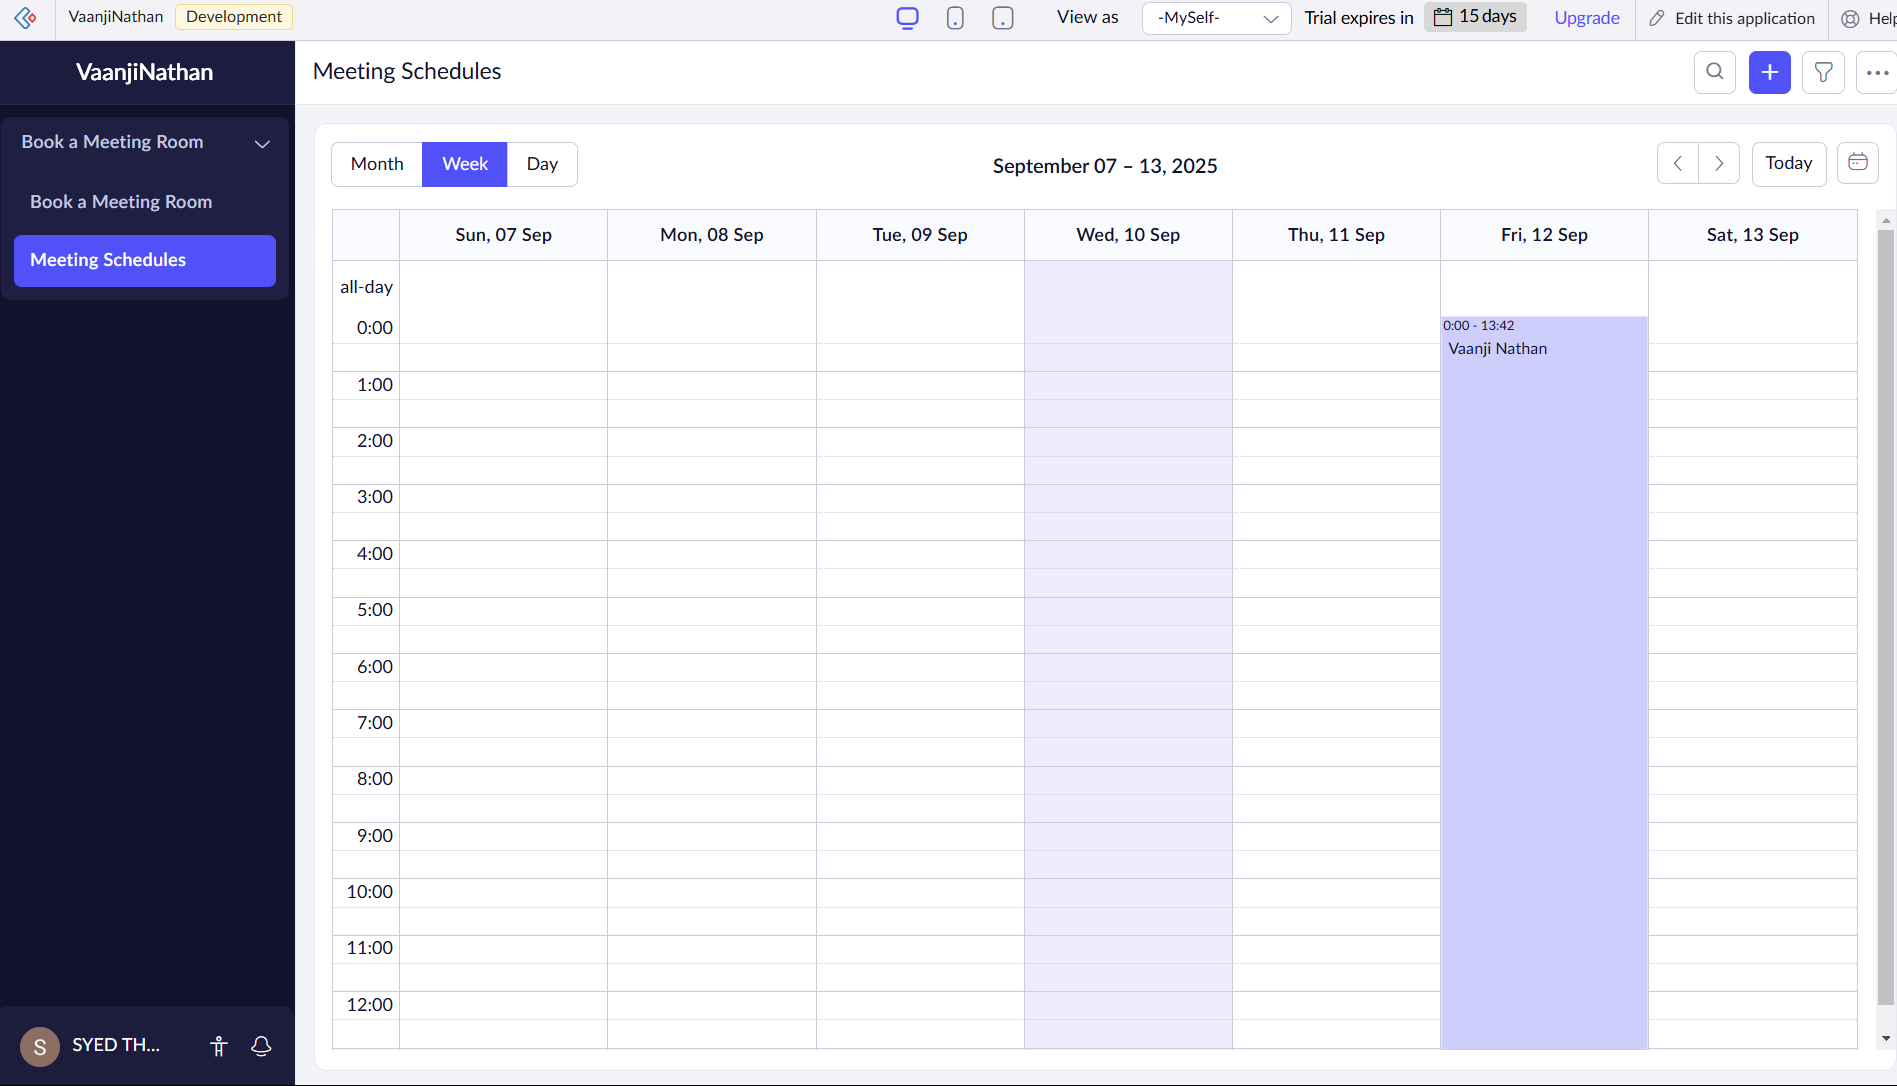 VaanjiNathan Development View as -MySelf- Trial expires in 15 days Upgrade Edit this application
VaanjiNathan
Meeting Schedules
Book a Meeting Room
Book a Meeting Room
Meeting Schedules
Month Week Day
September 07 – 13, 2025
Today
Sun, 07 Sep Mon, 08 Sep Tue, 09 Sep Wed, 10 Sep Thu, 11 Sep Fri, 12 Sep Sat, 13 Sep
all-day
0:00
0:00 - 13:42
Vaanji Nathan
1:00
2:00
3:00
4:00
5:00
6:00
7:00
8:00
9:00
10:00
11:00
12:00
S SYED TH...